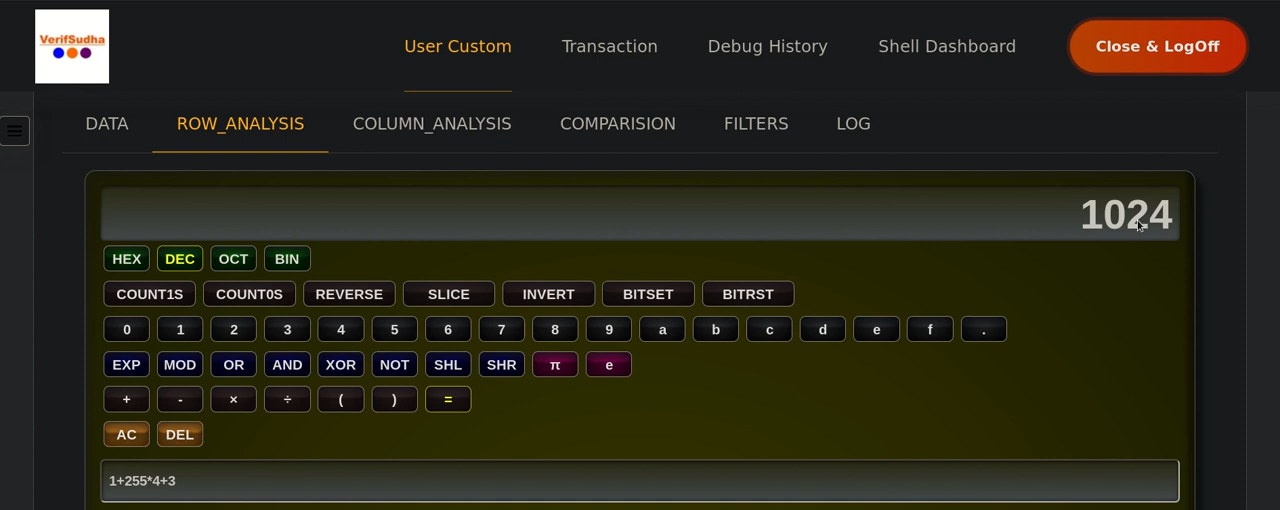 VerifSudha
User Custom Transaction Debug History Shell Dashboard Close & LogOff
DATA ROW_ANALYSIS COLUMN_ANALYSIS COMPARISION FILTERS LOG
1024
HEX DEC OCT BIN
COUNT1S COUNT0S REVERSE SLICE INVERT BITSET BITRST
0 1 2 3 4 5 6 7 8 9 a b c d e f .
EXP MOD OR AND XOR NOT SHL SHR π e
+ - × ÷ ( ) =
AC DEL
1+255*4+3